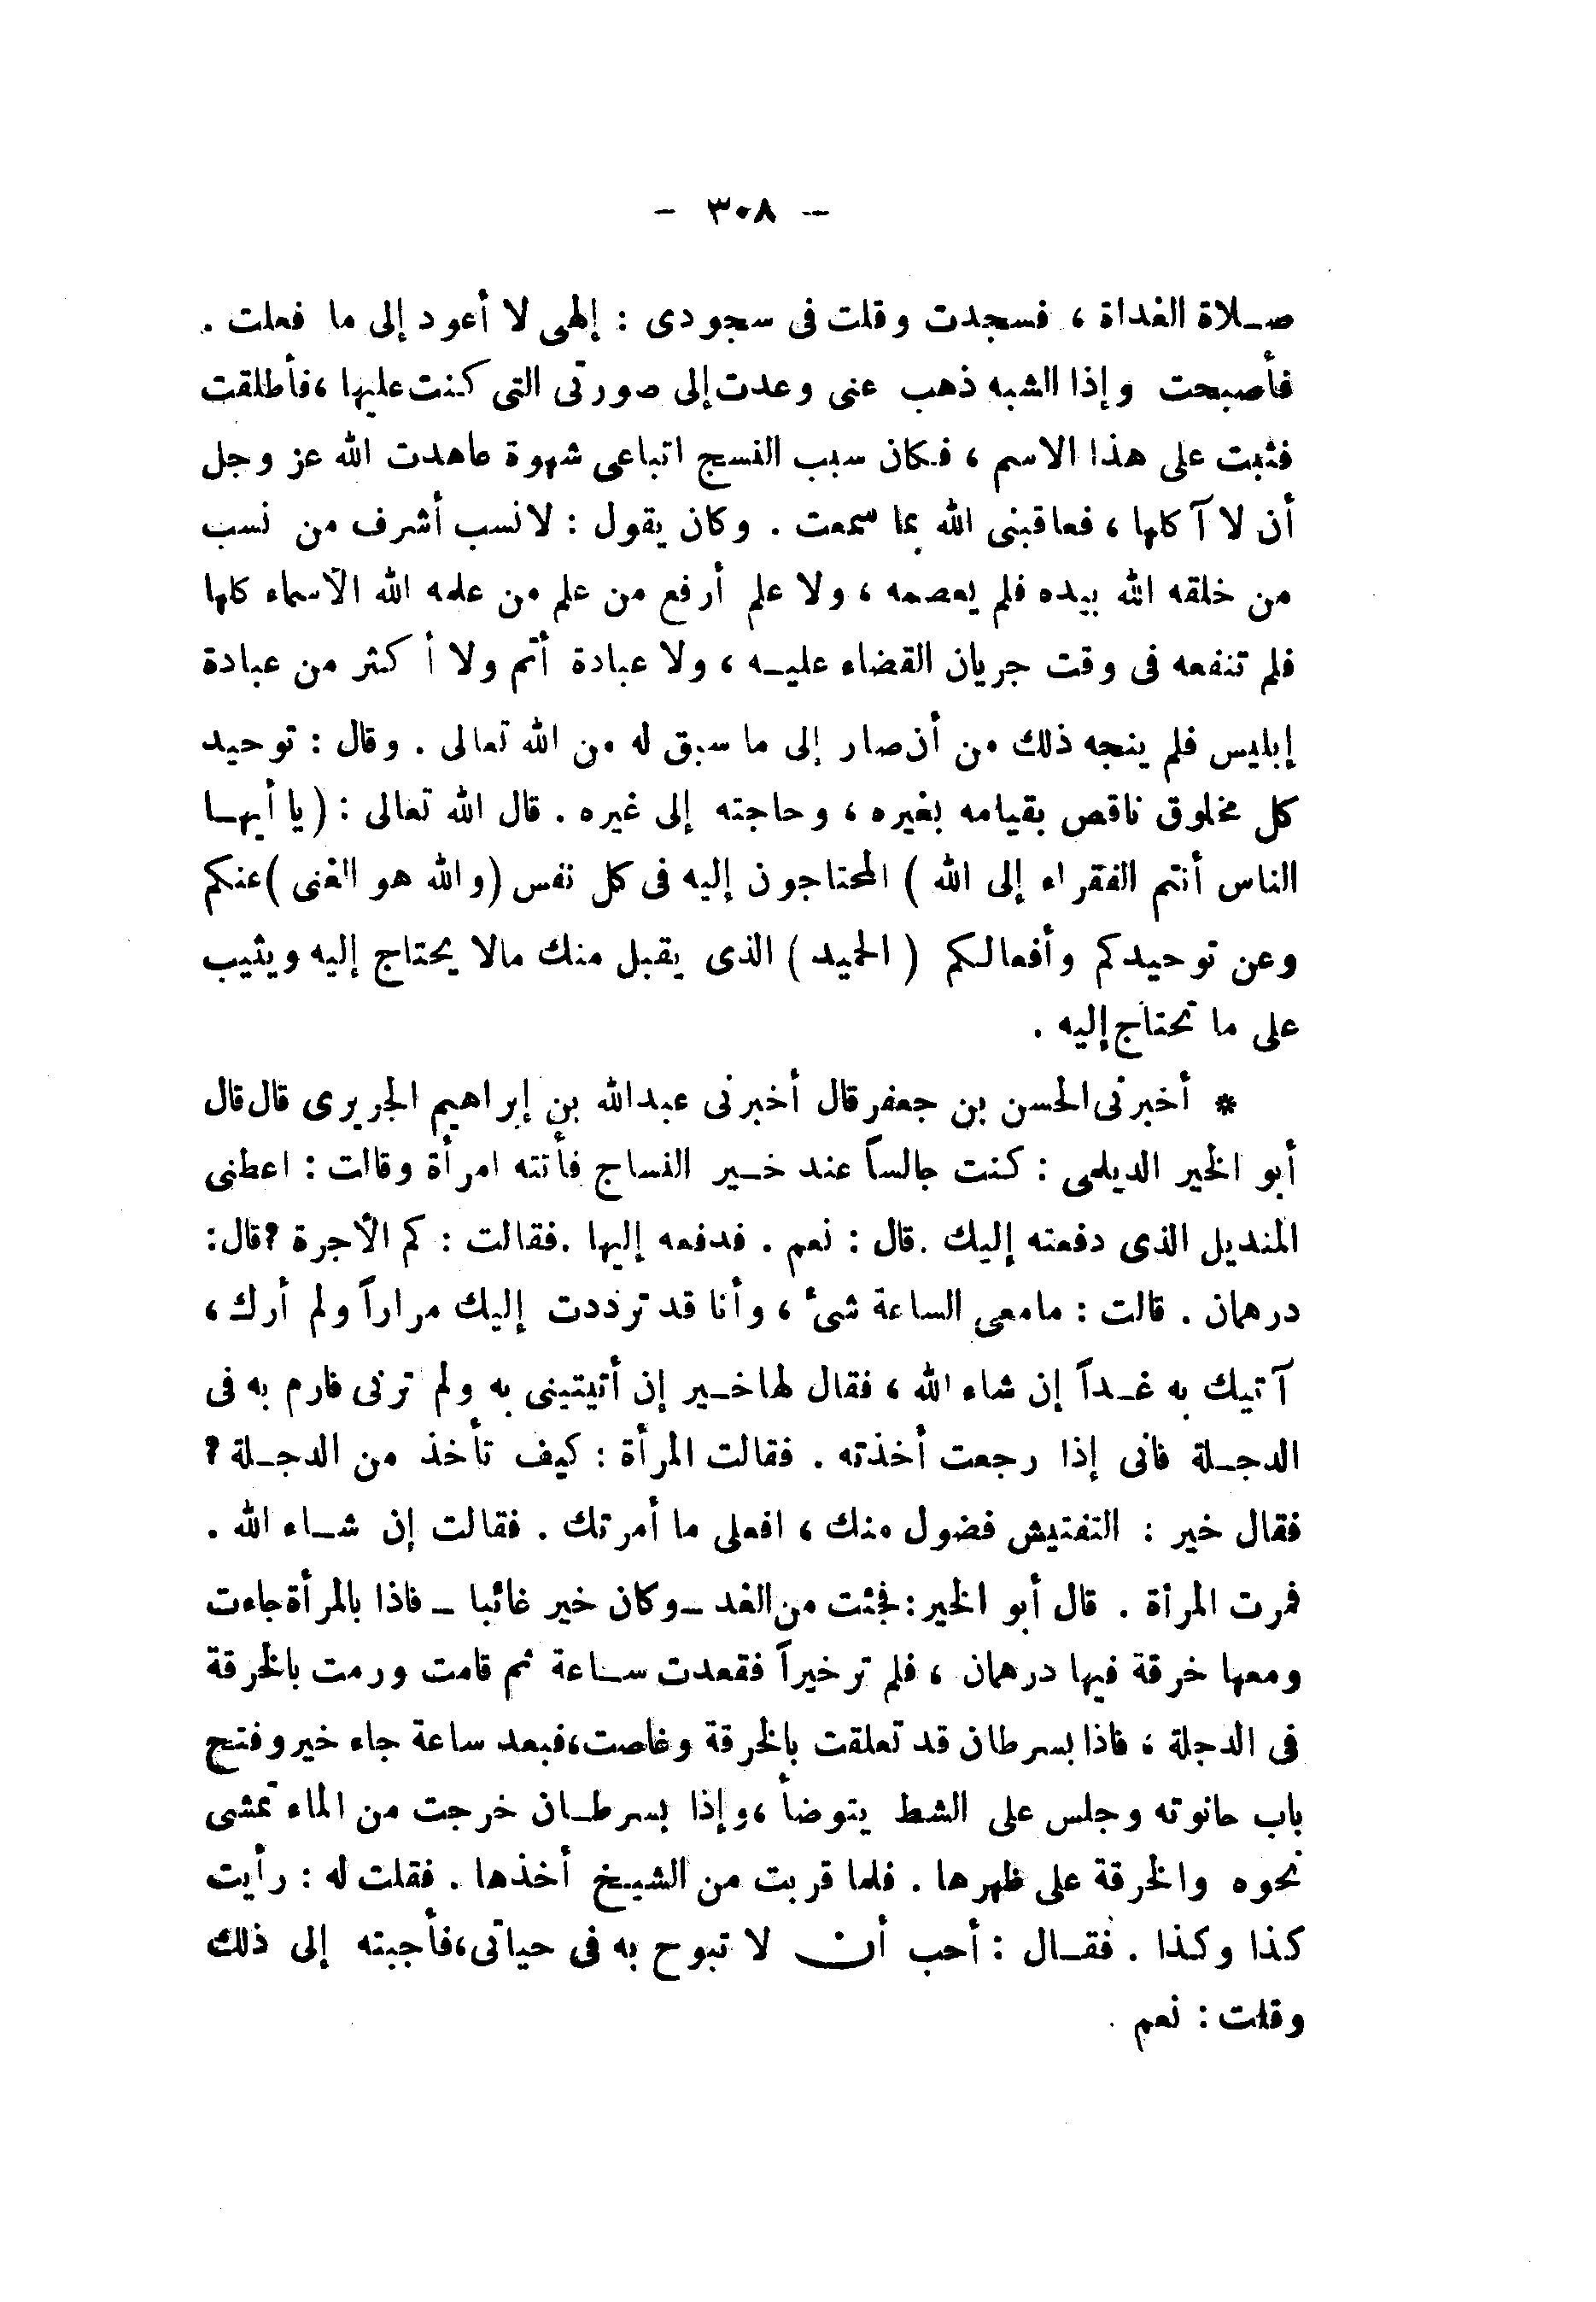 - ٣٠٨ -
صلاة الغداة ، فسجدت وقلت فى سجودى : إلهى لا أعود إلى ما فعلت .
فأصبحت وإذا الشبه ذهب عنى وعدت إلى صورتى التى كنت عليها ،فأطلقت
فثبت على هذا الاسم ، فكان سبب النسج اتباعى شهوة عاهدت الله عز وجل
أن لا آكلها ، فعاقبنى الله بما سمعت . وكان يقول : لانسب أشرف من نسب
من خلقه الله بيده فلم يعصمه ، ولا علم أرفع من علم من علمه الله الأسماء كلها
فلم تنفعه فى وقت جريان القضاء عليه ، ولا عبادة أتم ولا أكثر من عبادة
إبليس فلم ينجه ذلك من أن صار إلى ما سبق له من الله تعالى . وقال : توحيد
كل مخلوق ناقص بقيامه بغيره ، وحاجته إلى غيره . قال الله تعالى : (يا أيها
الناس أنتم الفقراء إلى الله ) المحتاجون إليه فى كل نفس (والله هو الغنى )عنكم
وعن توحيدكم وأفعالكم ( الحميد ) الذى يقبل منك مالا يحتاج إليه ويثيب
على ما تحتاج إليه .
* أخبرنى الحسن بن جعفر قال أخبرنى عبدالله بن إبراهيم الجريرى قال قال
أبو الخير الديلمى : كنت جالساً عند خير النساج فأتته امرأة وقالت : اعطنى
المنديل الذى دفعته إليك .قال : نعم . فدفعه إليها .فقالت : كم الأجرة ?قال:
درهمان . قالت : مامعى الساعة شئ ، وأنا قد ترددت إليك مراراً ولم أرك ،
آتيك به غداً إن شاء الله ، فقال لها خير إن أتيتينى به ولم ترنى فارم به فى
الدجلة فانى إذا رجعت أخذته . فقالت المرأة : كيف تأخذ من الدجلة ?
فقال خير : التفتيش فضول منك ، افعلى ما أمرتك . فقالت إن شاء الله .
فمرت المرأة . قال أبو الخير : فجئت من الغد - وكان خير غائبا - فاذا بالمرأة جاءت
ومعها خرقة فيها درهمان ، فلم تر خيراً فقعدت ساعة ثم قامت ورمت بالخرقة
فى الدجلة ، فاذا بسرطان قد تعلقت بالخرقة وغاصت،فبعد ساعة جاء خير وفتح
باب حانوته وجلس على الشط يتوضأ ،وإذا بسرطان خرجت من الماء تمشى
نحوه والخرقة على ظهرها . فلما قربت من الشيخ أخذها . فقلت له : رأيت
كذا وكذا . فقال : أحب أن لا تبوح به فى حياتى،فأجبته إلى ذلك
وقلت : نعم .